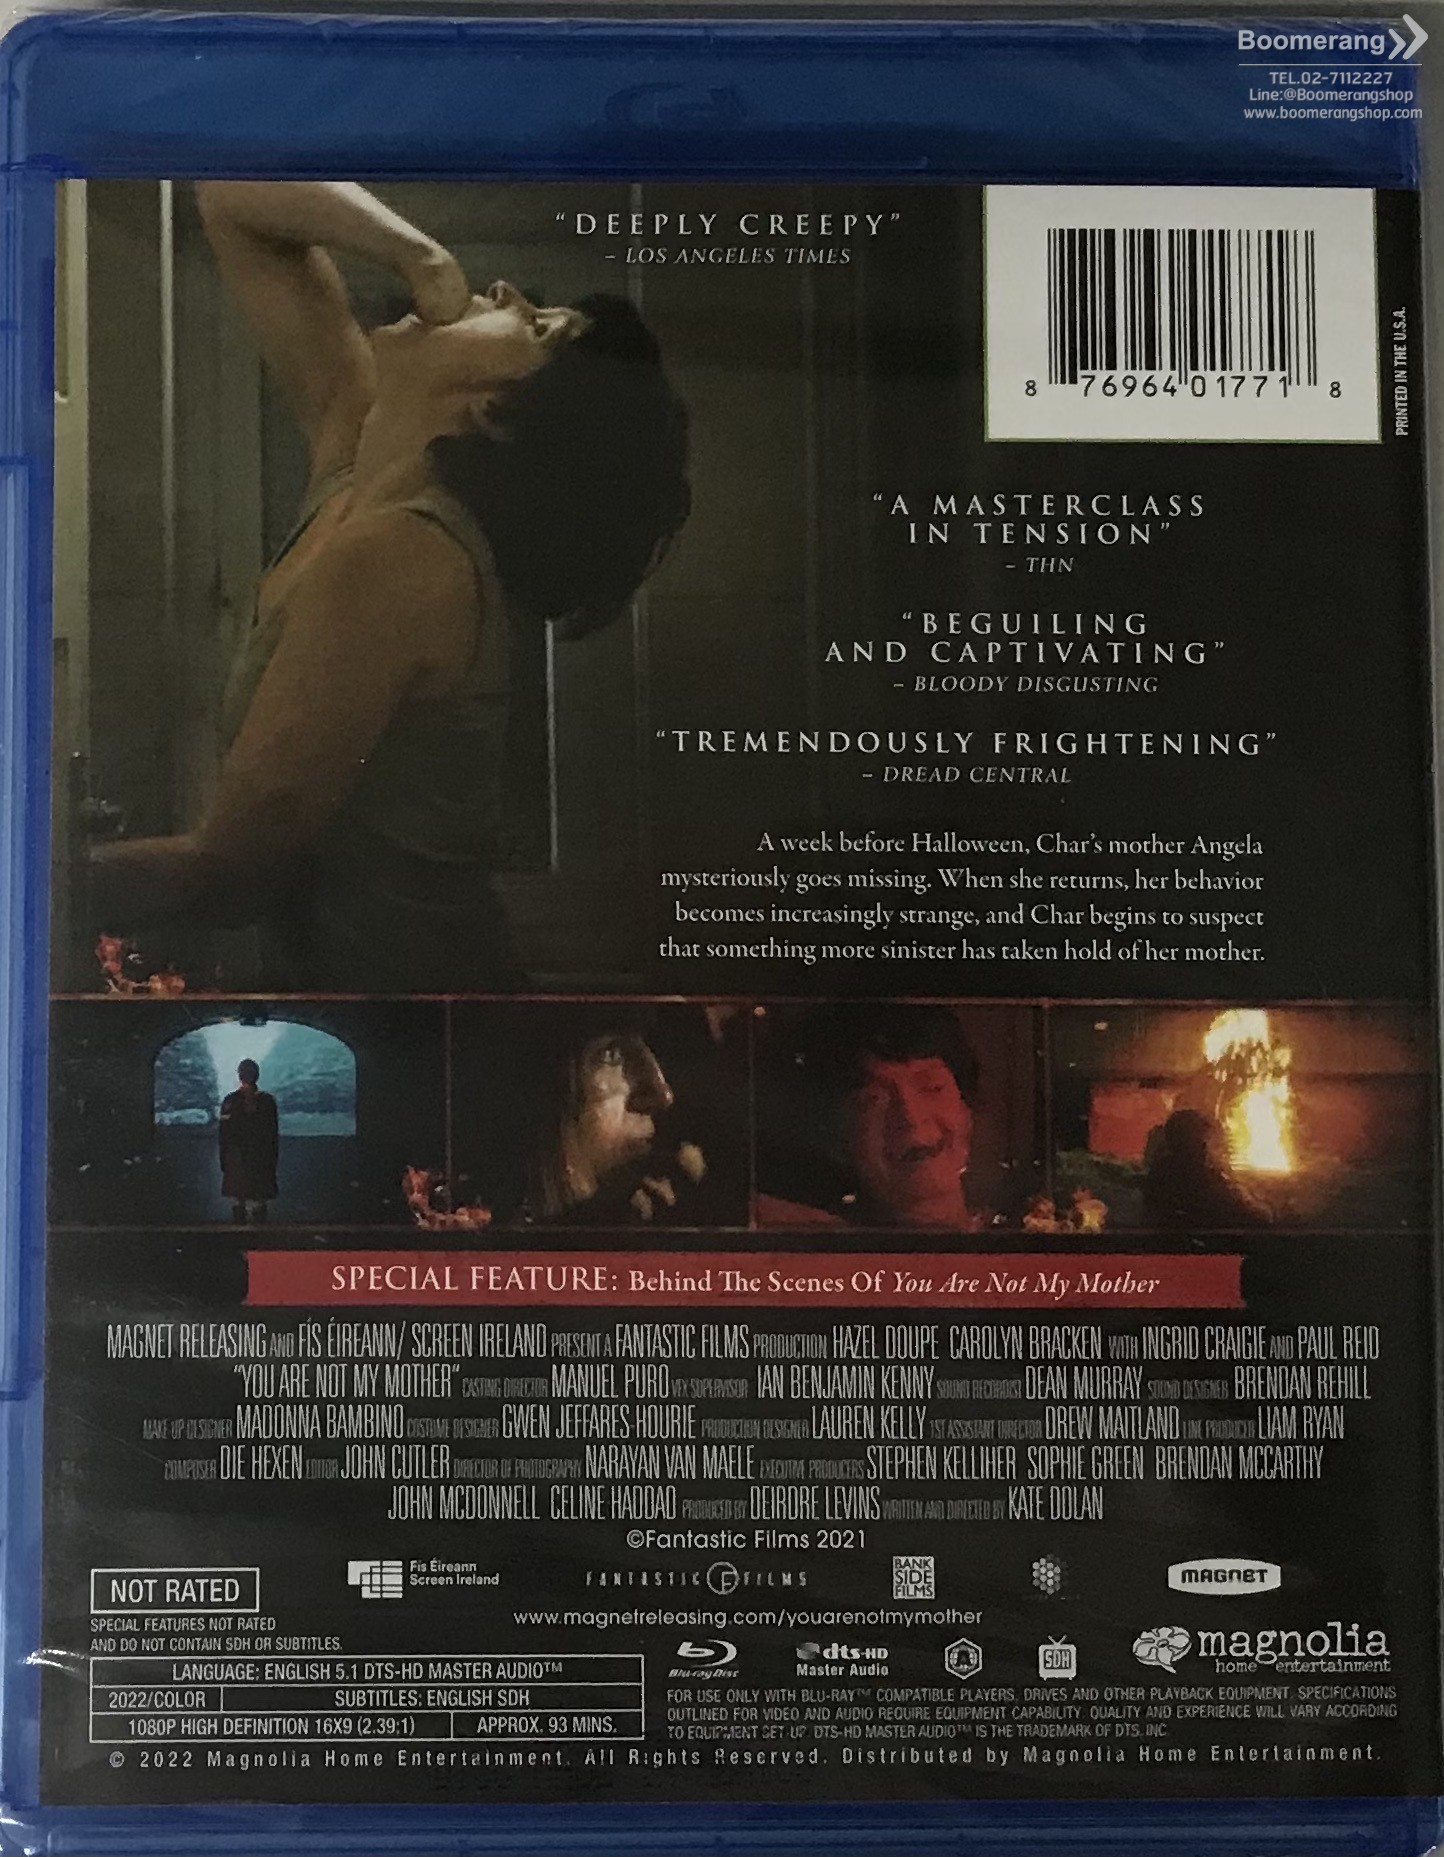 Boomerang
TEL.02-7112227
Line:@Boomerangshop
www.boomerangshop.com
"DEEPLY CREEPY"
– LOS ANGELES TIMES
8 76964 01771 8
PRINTED IN THE U.S.A.
"A MASTERCLASS
IN TENSION"
– THN
"BEGUILING
AND CAPTIVATING"
– BLOODY DISGUSTING
"TREMENDOUSLY FRIGHTENING"
– DREAD CENTRAL
A week before Halloween, Char's mother Angela
mysteriously goes missing. When she returns, her behavior
becomes increasingly strange, and Char begins to suspect
that something more sinister has taken hold of her mother.
SPECIAL FEATURE: Behind The Scenes Of You Are Not My Mother
MAGNET RELEASING AND FÍS ÉIREANN/ SCREEN IRELAND PRESENT A FANTASTIC FILMS PRODUCTION HAZEL DOUPE CAROLYN BRACKEN WITH INGRID CRAIGIE AND PAUL REID
"YOU ARE NOT MY MOTHER" CASTING DIRECTOR MANUEL PURO VFX SUPERVISOR IAN BENJAMIN KENNY SOUND RECORDIST DEAN MURRAY SOUND DESIGNER BRENDAN REHILL
MAKE UP DESIGNER MADONNA BAMBINO COSTUME DESIGNER GWEN JEFFARES-HOURIE PRODUCTION DESIGNER LAUREN KELLY 1ST ASSISTANT DIRECTOR DREW MAITLAND LINE PRODUCER LIAM RYAN
COMPOSER DIE HEXEN EDITOR JOHN CUTLER DIRECTOR OF PHOTOGRAPHY NARAYAN VAN MAELE EXECUTIVE PRODUCERS STEPHEN KELLIHER SOPHIE GREEN BRENDAN MCCARTHY
JOHN MCDONNELL CELINE HADDAD PRODUCED BY DEIRDRE LEVINS WRITTEN AND DIRECTED BY KATE DOLAN
©Fantastic Films 2021
NOT RATED
Fís Éireann
Screen Ireland
FANTASTIC FF FILMS
BANK
SIDE
FILMS
MAGNET
SPECIAL FEATURES NOT RATED
AND DO NOT CONTAIN SDH OR SUBTITLES.
www.magnetreleasing.com/youarenotmymother
LANGUAGE: ENGLISH 5.1 DTS-HD MASTER AUDIO™
2022/COLOR SUBTITLES: ENGLISH SDH
1080P HIGH DEFINITION 16X9 (2.39:1) APPROX. 93 MINS.
Blu-ray Disc
dts-HD
Master Audio
A
SDH
magnolia
home entertainment
FOR USE ONLY WITH BLU-RAY™ COMPATIBLE PLAYERS, DRIVES AND OTHER PLAYBACK EQUIPMENT. SPECIFICATIONS
OUTLINED FOR VIDEO AND AUDIO REQUIRE EQUIPMENT CAPABILITY. QUALITY AND EXPERIENCE WILL VARY ACCORDING
TO EQUIPMENT SET-UP. DTS-HD MASTER AUDIO™ IS THE TRADEMARK OF DTS, INC.
© 2022 Magnolia Home Entertainment. All Rights Reserved. Distributed by Magnolia Home Entertainment.